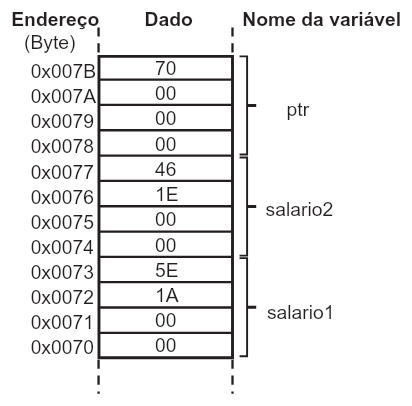 Endereço Dado Nome da variável
(Byte)
0x007B 70
0x007A 00
0x0079 00 ptr
0x0078 00
0x0077 46
0x0076 1E
0x0075 00 salario2
0x0074 00
0x0073 5E
0x0072 1A
0x0071 00 salario1
0x0070 00